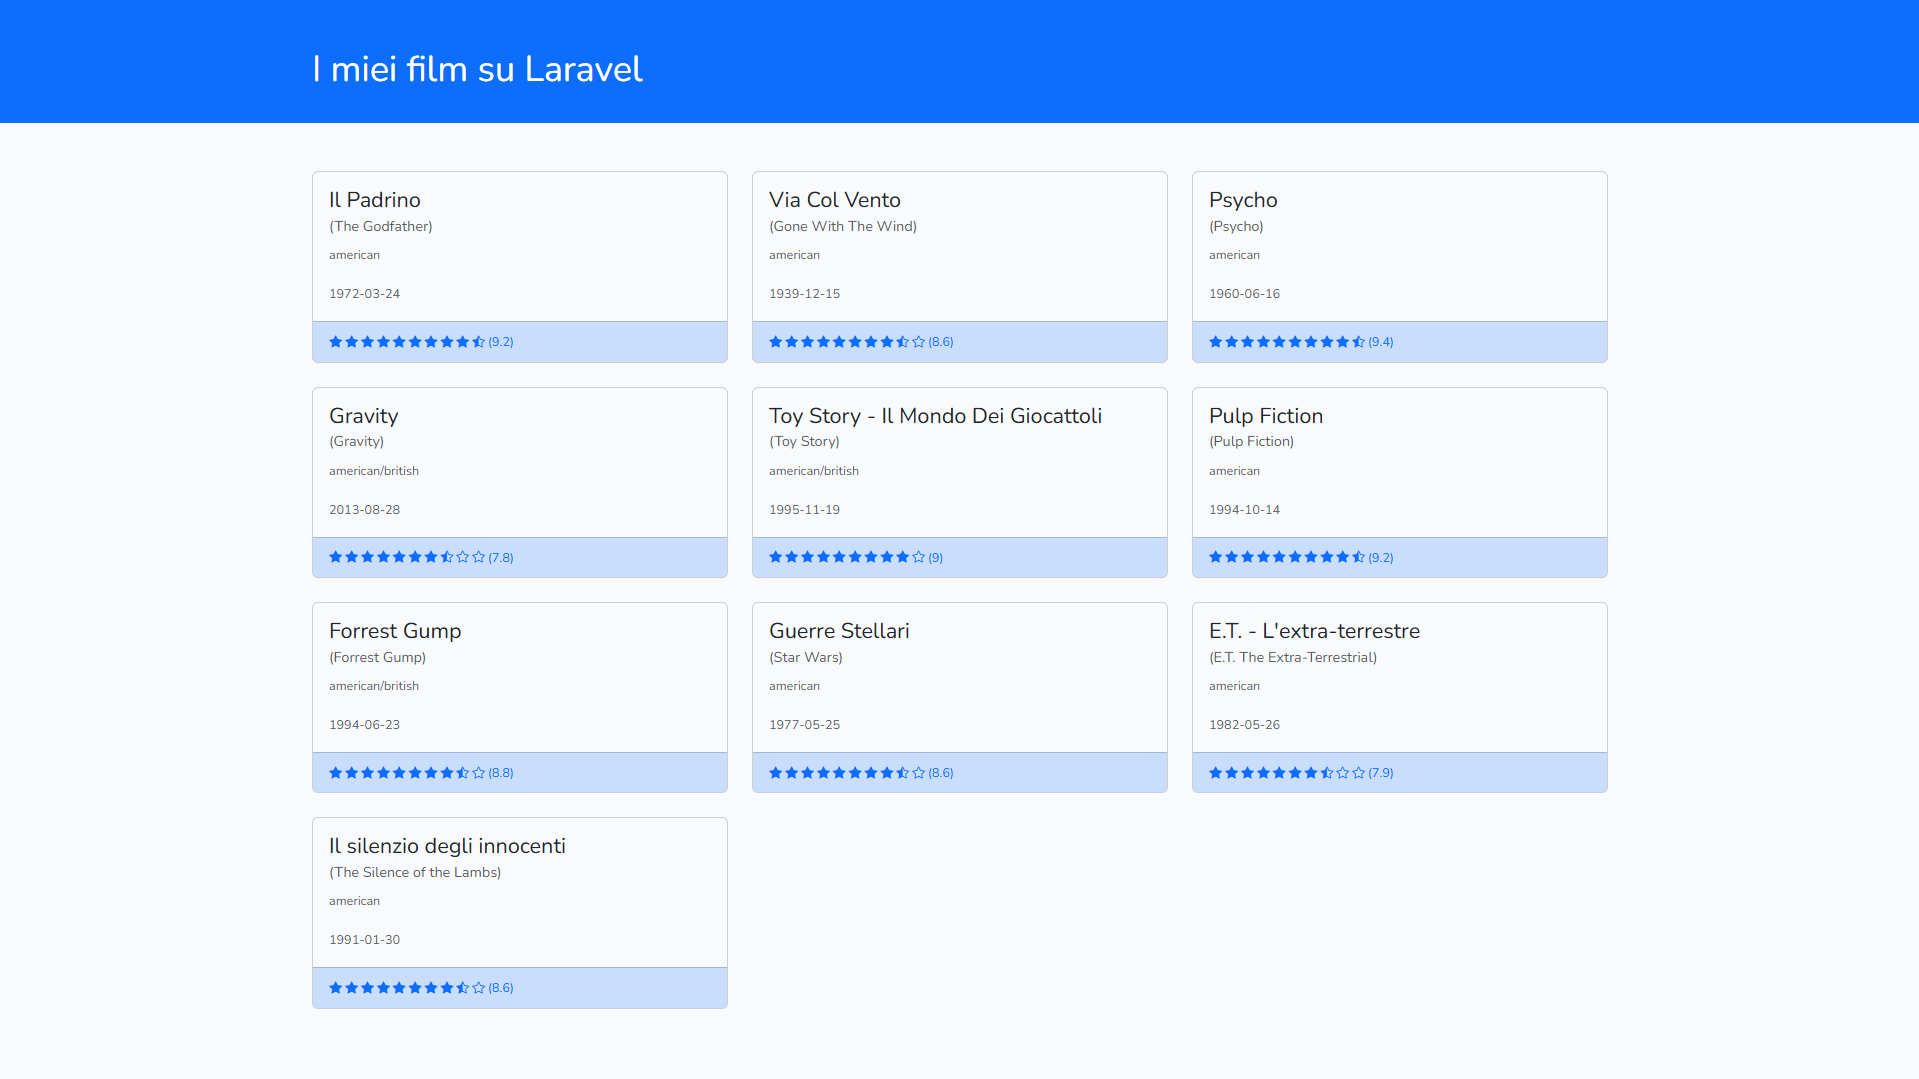 I miei film su Laravel
Il Padrino
(The Godfather)
american
1972-03-24
(9.2)
Via Col Vento
(Gone With The Wind)
american
1939-12-15
(8.6)
Psycho
(Psycho)
american
1960-06-16
(9.4)
Gravity
(Gravity)
american/british
2013-08-28
(7.8)
Toy Story - Il Mondo Dei Giocattoli
(Toy Story)
american/british
1995-11-19
(9)
Pulp Fiction
(Pulp Fiction)
american
1994-10-14
(9.2)
Forrest Gump
(Forrest Gump)
american/british
1994-06-23
(8.8)
Guerre Stellari
(Star Wars)
american
1977-05-25
(8.6)
E.T. - L'extra-terrestre
(E.T. The Extra-Terrestrial)
american
1982-05-26
(7.9)
Il silenzio degli innocenti
(The Silence of the Lambs)
american
1991-01-30
(8.6)